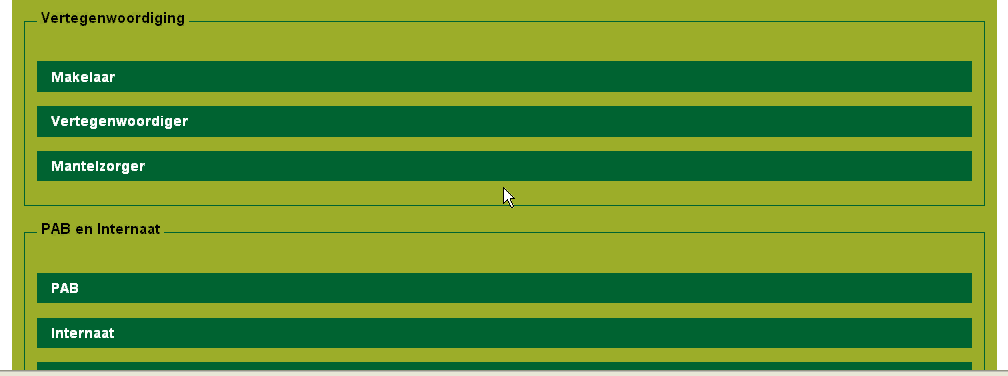 Vertegenwoordiging
Makelaar
Vertegenwoordiger
Mantelzorger
PAB en Internaat
PAB
Internaat